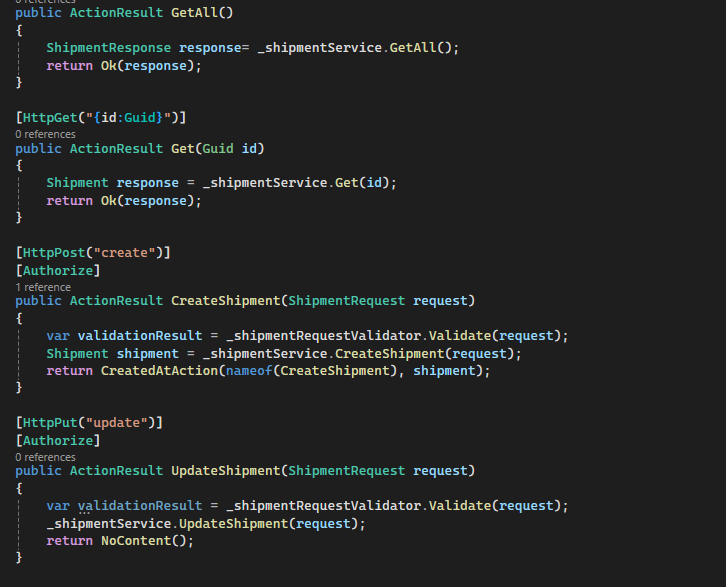 0 references
public ActionResult GetAll()
{
ShipmentResponse response= _shipmentService.GetAll();
return Ok(response);
}
[HttpGet("{id:Guid}")]
0 references
public ActionResult Get(Guid id)
{
Shipment response = _shipmentService.Get(id);
return Ok(response);
}
[HttpPost("create")]
[Authorize]
1 reference
public ActionResult CreateShipment(ShipmentRequest request)
{
var validationResult = _shipmentRequestValidator.Validate(request);
Shipment shipment = _shipmentService.CreateShipment(request);
return CreatedAtAction(nameof(CreateShipment), shipment);
}
[HttpPut("update")]
[Authorize]
0 references
public ActionResult UpdateShipment(ShipmentRequest request)
{
var validationResult = _shipmentRequestValidator.Validate(request);
_shipmentService.UpdateShipment(request);
return NoContent();
}